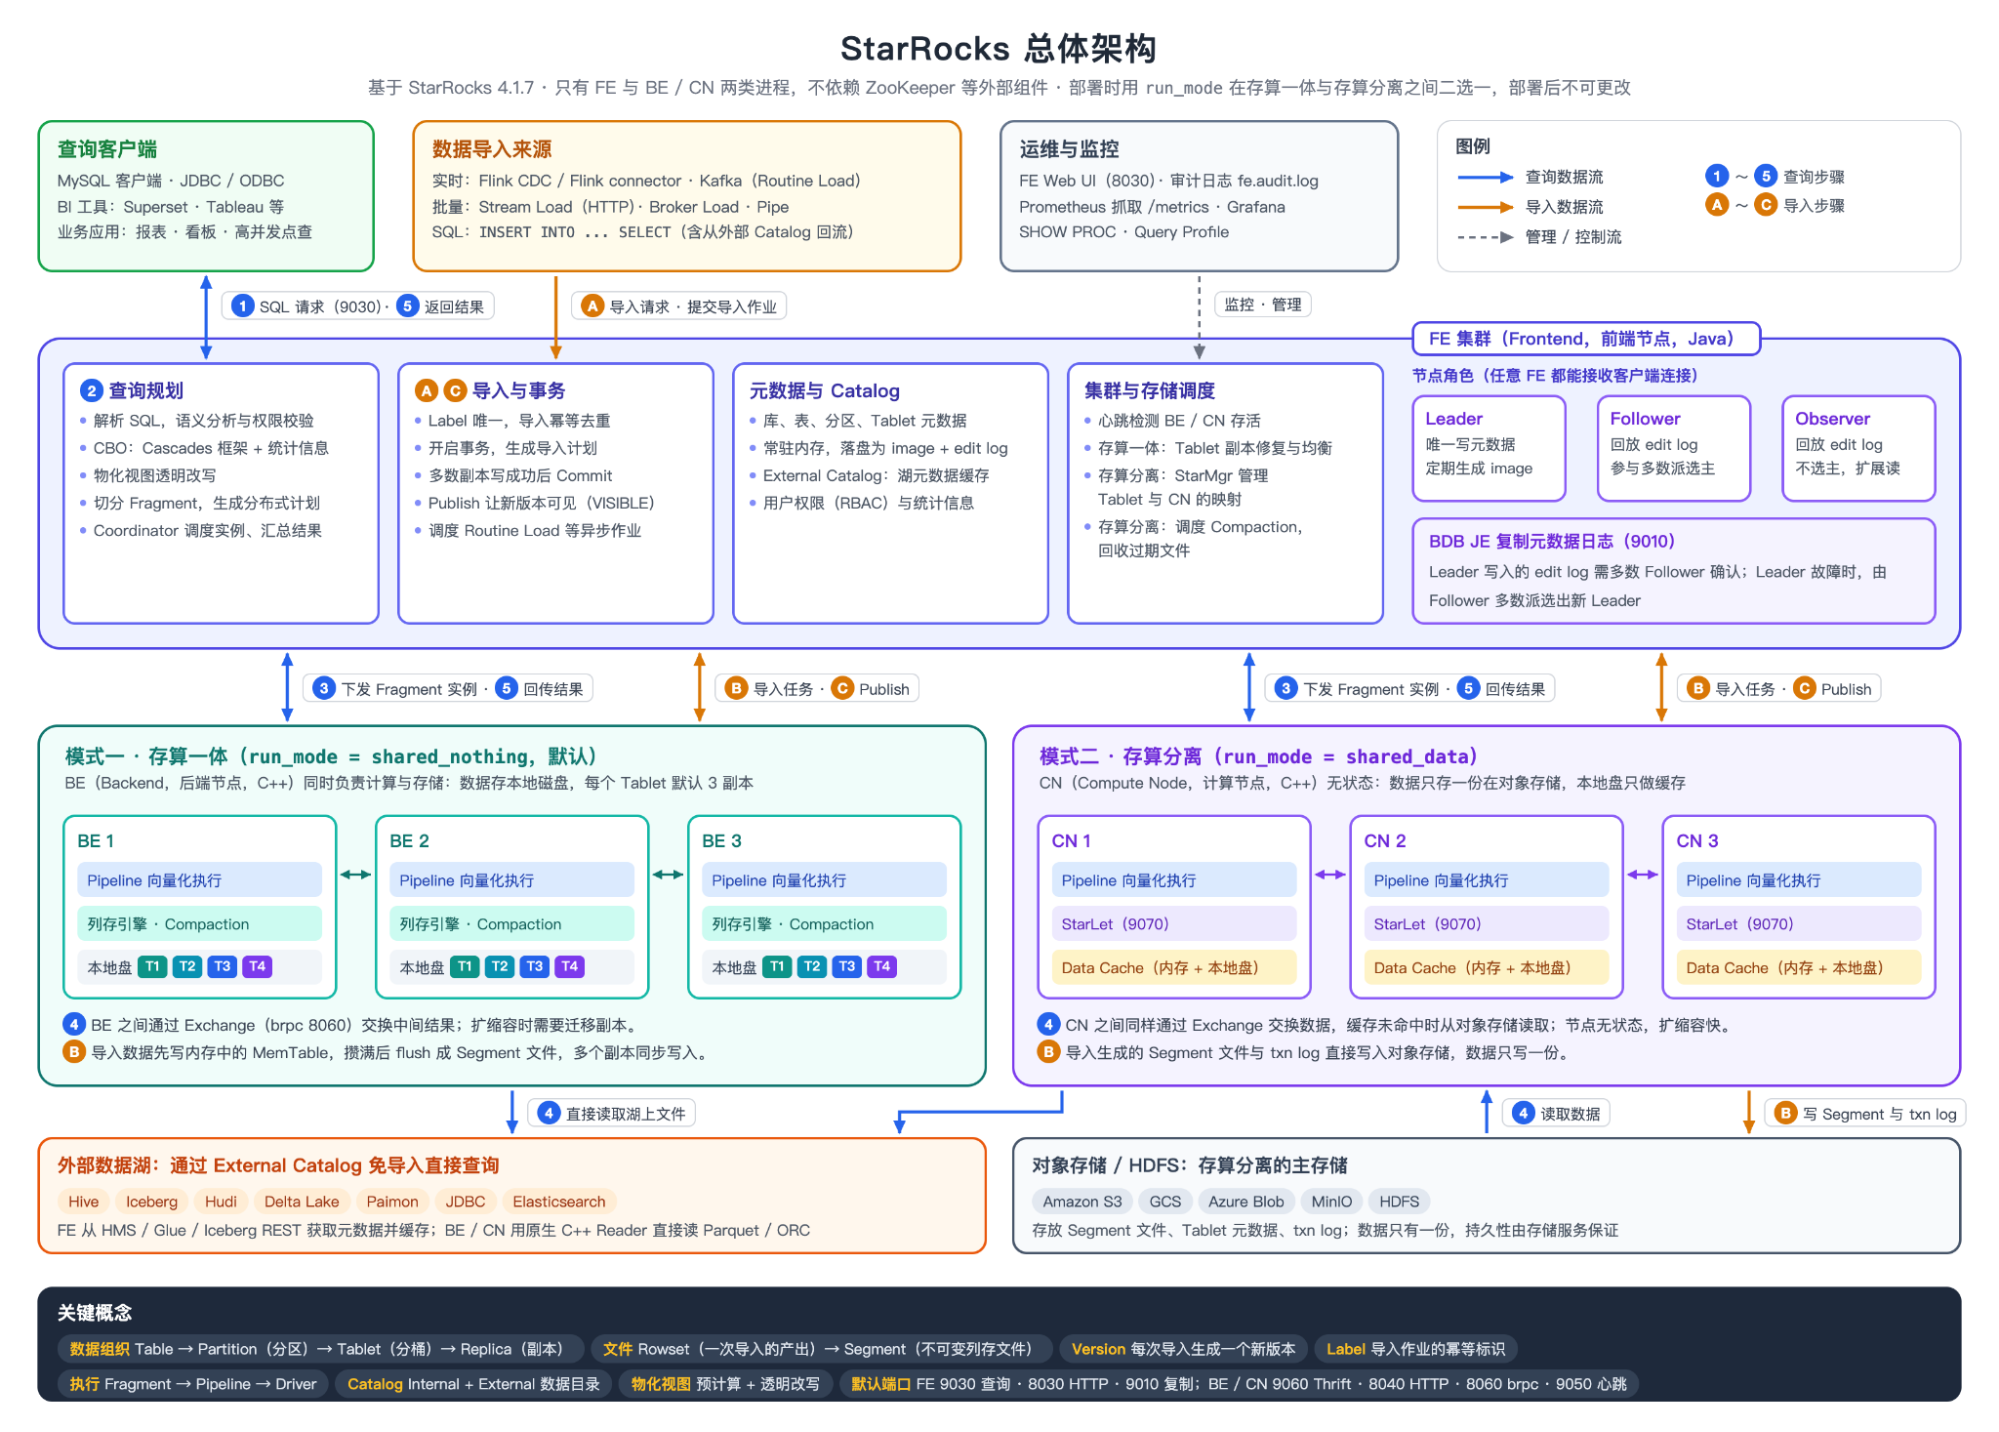 StarRocks 总体架构
基于 StarRocks 4.1.7 · 只有 FE 与 BE / CN 两类进程，不依赖 ZooKeeper 等外部组件 · 部署时用 run_mode 在存算一体与存算分离之间二选一，部署后不可更改
查询客户端
MySQL 客户端 · JDBC / ODBC
BI 工具：Superset · Tableau 等
业务应用：报表 · 看板 · 高并发点查
数据导入来源
实时：Flink CDC / Flink connector · Kafka（Routine Load）
批量：Stream Load（HTTP）· Broker Load · Pipe
SQL：INSERT INTO ... SELECT（含从外部 Catalog 回流）
运维与监控
FE Web UI（8030）· 审计日志 fe.audit.log
Prometheus 抓取 /metrics · Grafana
SHOW PROC · Query Profile
图例
查询数据流
导入数据流
管理 / 控制流
1 ～ 5 查询步骤
A ～ C 导入步骤
1 SQL 请求（9030）· 5 返回结果
A 导入请求 · 提交导入作业
监控 · 管理
FE 集群（Frontend，前端节点，Java）
2 查询规划
解析 SQL，语义分析与权限校验
CBO：Cascades 框架 + 统计信息
物化视图透明改写
切分 Fragment，生成分布式计划
Coordinator 调度实例、汇总结果
A C 导入与事务
Label 唯一，导入幂等去重
开启事务，生成导入计划
多数副本写成功后 Commit
Publish 让新版本可见（VISIBLE）
调度 Routine Load 等异步作业
元数据与 Catalog
库、表、分区、Tablet 元数据
常驻内存，落盘为 image + edit log
External Catalog：湖元数据缓存
用户权限（RBAC）与统计信息
集群与存储调度
心跳检测 BE / CN 存活
存算一体：Tablet 副本修复与均衡
存算分离：StarMgr 管理
Tablet 与 CN 的映射
存算分离：调度 Compaction，
回收过期文件
节点角色（任意 FE 都能接收客户端连接）
Leader
唯一写元数据
定期生成 image
Follower
回放 edit log
参与多数派选主
Observer
回放 edit log
不选主，扩展读
BDB JE 复制元数据日志（9010）
Leader 写入的 edit log 需多数 Follower 确认；Leader 故障时，由
Follower 多数派选出新 Leader
3 下发 Fragment 实例 · 5 回传结果
B 导入任务 · C Publish
3 下发 Fragment 实例 · 5 回传结果
B 导入任务 · C Publish
模式一 · 存算一体（run_mode = shared_nothing，默认）
BE（Backend，后端节点，C++）同时负责计算与存储：数据存本地磁盘，每个 Tablet 默认 3 副本
BE 1
Pipeline 向量化执行
列存引擎 · Compaction
本地盘 T1 T2 T3 T4
BE 2
Pipeline 向量化执行
列存引擎 · Compaction
本地盘 T1 T2 T3 T4
BE 3
Pipeline 向量化执行
列存引擎 · Compaction
本地盘 T1 T2 T3 T4
4 BE 之间通过 Exchange（brpc 8060）交换中间结果；扩缩容时需要迁移副本。
B 导入数据先写内存中的 MemTable，攒满后 flush 成 Segment 文件，多个副本同步写入。
模式二 · 存算分离（run_mode = shared_data）
CN（Compute Node，计算节点，C++）无状态：数据只存一份在对象存储，本地盘只做缓存
CN 1
Pipeline 向量化执行
StarLet（9070）
Data Cache（内存 + 本地盘）
CN 2
Pipeline 向量化执行
StarLet（9070）
Data Cache（内存 + 本地盘）
CN 3
Pipeline 向量化执行
StarLet（9070）
Data Cache（内存 + 本地盘）
4 CN 之间同样通过 Exchange 交换数据，缓存未命中时从对象存储读取；节点无状态，扩缩容快。
B 导入生成的 Segment 文件与 txn log 直接写入对象存储，数据只写一份。
4 直接读取湖上文件
4 读取数据
B 写 Segment 与 txn log
外部数据湖：通过 External Catalog 免导入直接查询
Hive Iceberg Hudi Delta Lake Paimon JDBC Elasticsearch
FE 从 HMS / Glue / Iceberg REST 获取元数据并缓存；BE / CN 用原生 C++ Reader 直接读 Parquet / ORC
对象存储 / HDFS：存算分离的主存储
Amazon S3 GCS Azure Blob MinIO HDFS
存放 Segment 文件、Tablet 元数据、txn log；数据只有一份，持久性由存储服务保证
关键概念
数据组织 Table → Partition（分区）→ Tablet（分桶）→ Replica（副本）
文件 Rowset（一次导入的产出）→ Segment（不可变列存文件）
Version 每次导入生成一个新版本
Label 导入作业的幂等标识
执行 Fragment → Pipeline → Driver
Catalog Internal + External 数据目录
物化视图 预计算 + 透明改写
默认端口 FE 9030 查询 · 8030 HTTP · 9010 复制；BE / CN 9060 Thrift · 8040 HTTP · 8060 brpc · 9050 心跳